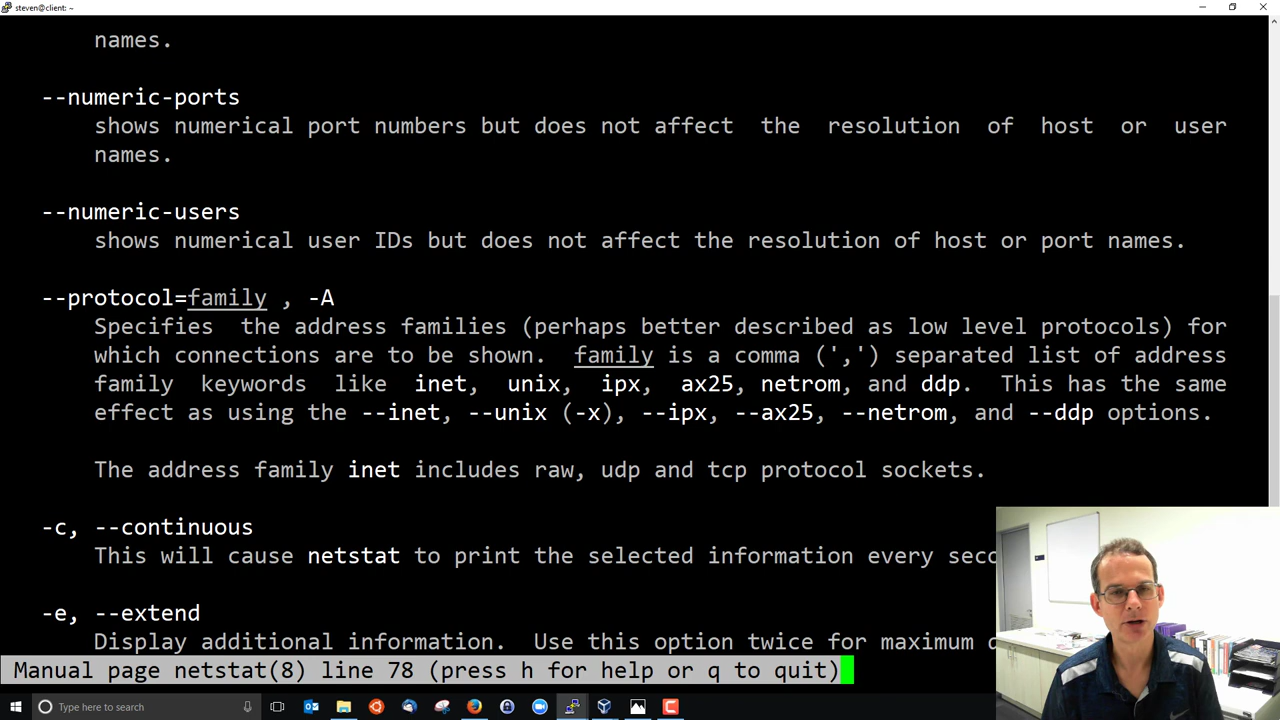 steven@client: ~
names.
--numeric-ports
shows numerical port numbers but does not affect the resolution of host or user
names.
--numeric-users
shows numerical user IDs but does not affect the resolution of host or port names.
--protocol=family , -A
Specifies the address families (perhaps better described as low level protocols) for
which connections are to be shown. family is a comma (',') separated list of address
family keywords like inet, unix, ipx, ax25, netrom, and ddp. This has the same
effect as using the --inet, --unix (-x), --ipx, --ax25, --netrom, and --ddp options.
The address family inet includes raw, udp and tcp protocol sockets.
-c, --continuous
This will cause netstat to print the selected information every
-e, --extend
Display additional information. Use this option twice for maximum
Manual page netstat(8) line 78 (press h for help or q to quit)
Type here to search